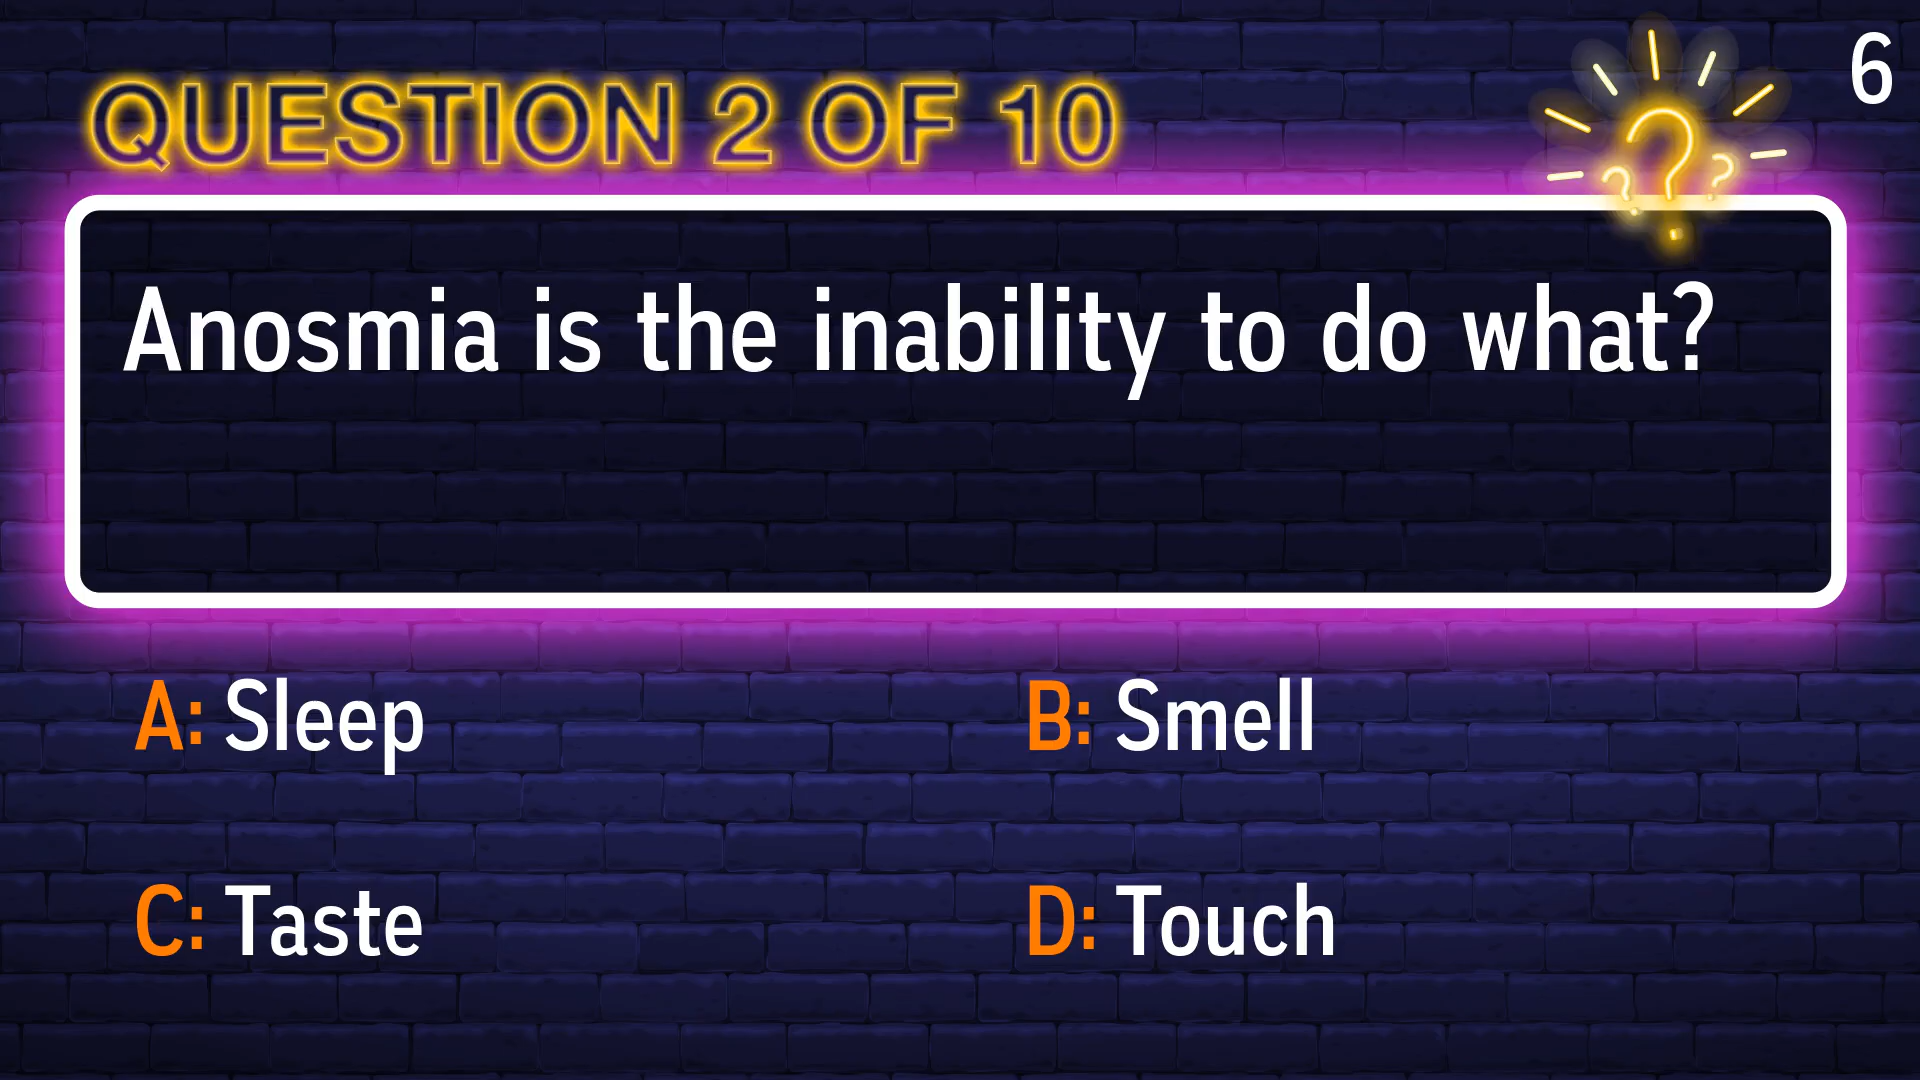 6
QUESTION 2 OF 10
Anosmia is the inability to do what?
A: Sleep
B: Smell
C: Taste
D: Touch